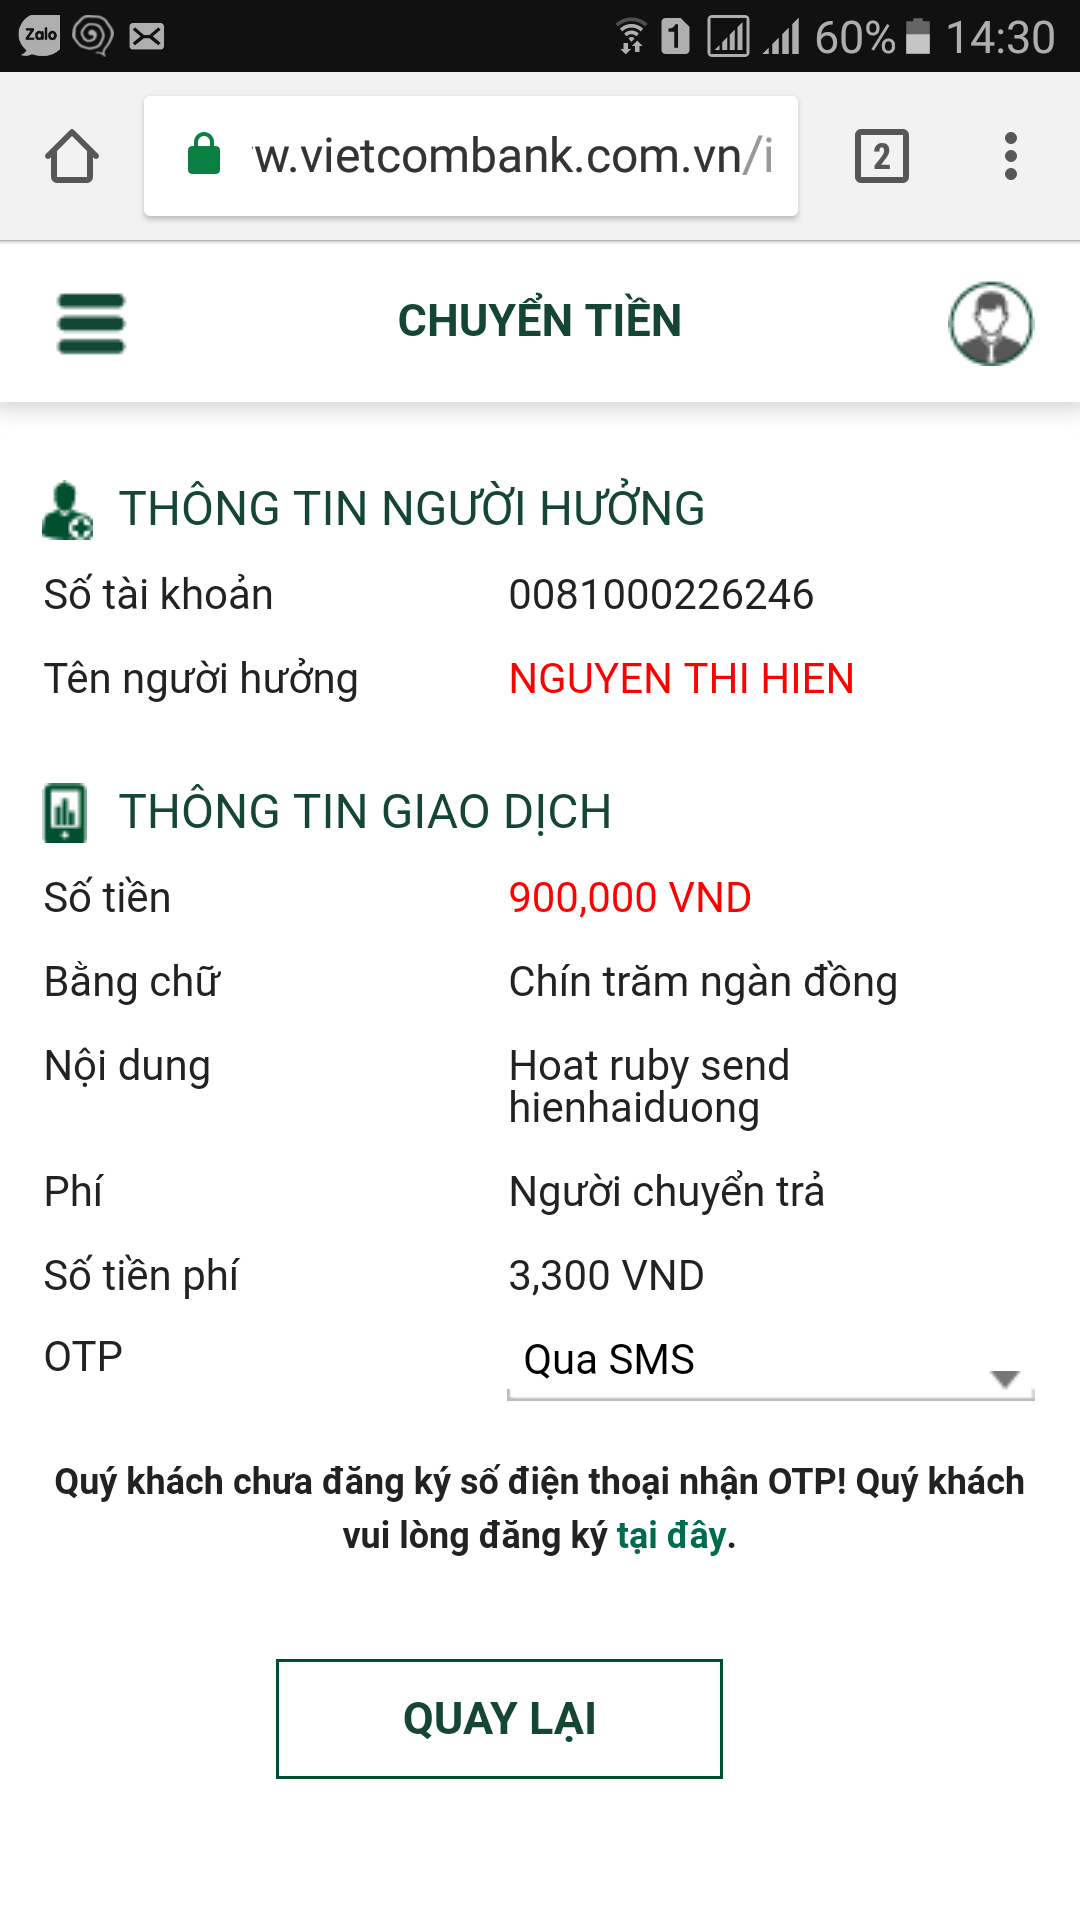 Zalo 1 60% 14:30
w.vietcombank.com.vn/i 2
CHUYỂN TIỀN
THÔNG TIN NGƯỜI HƯỞNG
Số tài khoản 0081000226246
Tên người hưởng NGUYEN THI HIEN
THÔNG TIN GIAO DỊCH
Số tiền 900,000 VND
Bằng chữ Chín trăm ngàn đồng
Nội dung Hoat ruby send
hienhaiduong
Phí Người chuyển trả
Số tiền phí 3,300 VND
OTP Qua SMS
Quý khách chưa đăng ký số điện thoại nhận OTP! Quý khách
vui lòng đăng ký tại đây.
QUAY LẠI